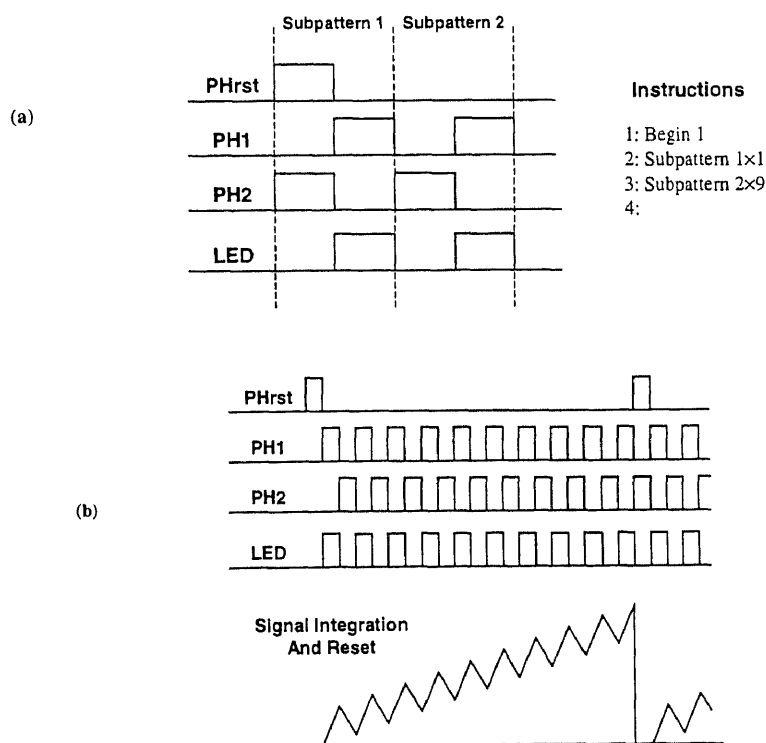 Subpattern 1 Subpattern 2
(a)
PHrst
PH1
PH2
LED
Instructions
1: Begin 1
2: Subpattern 1×1
3: Subpattern 2×9
4:
(b)
PHrst
PH1
PH2
LED
Signal Integration
And Reset